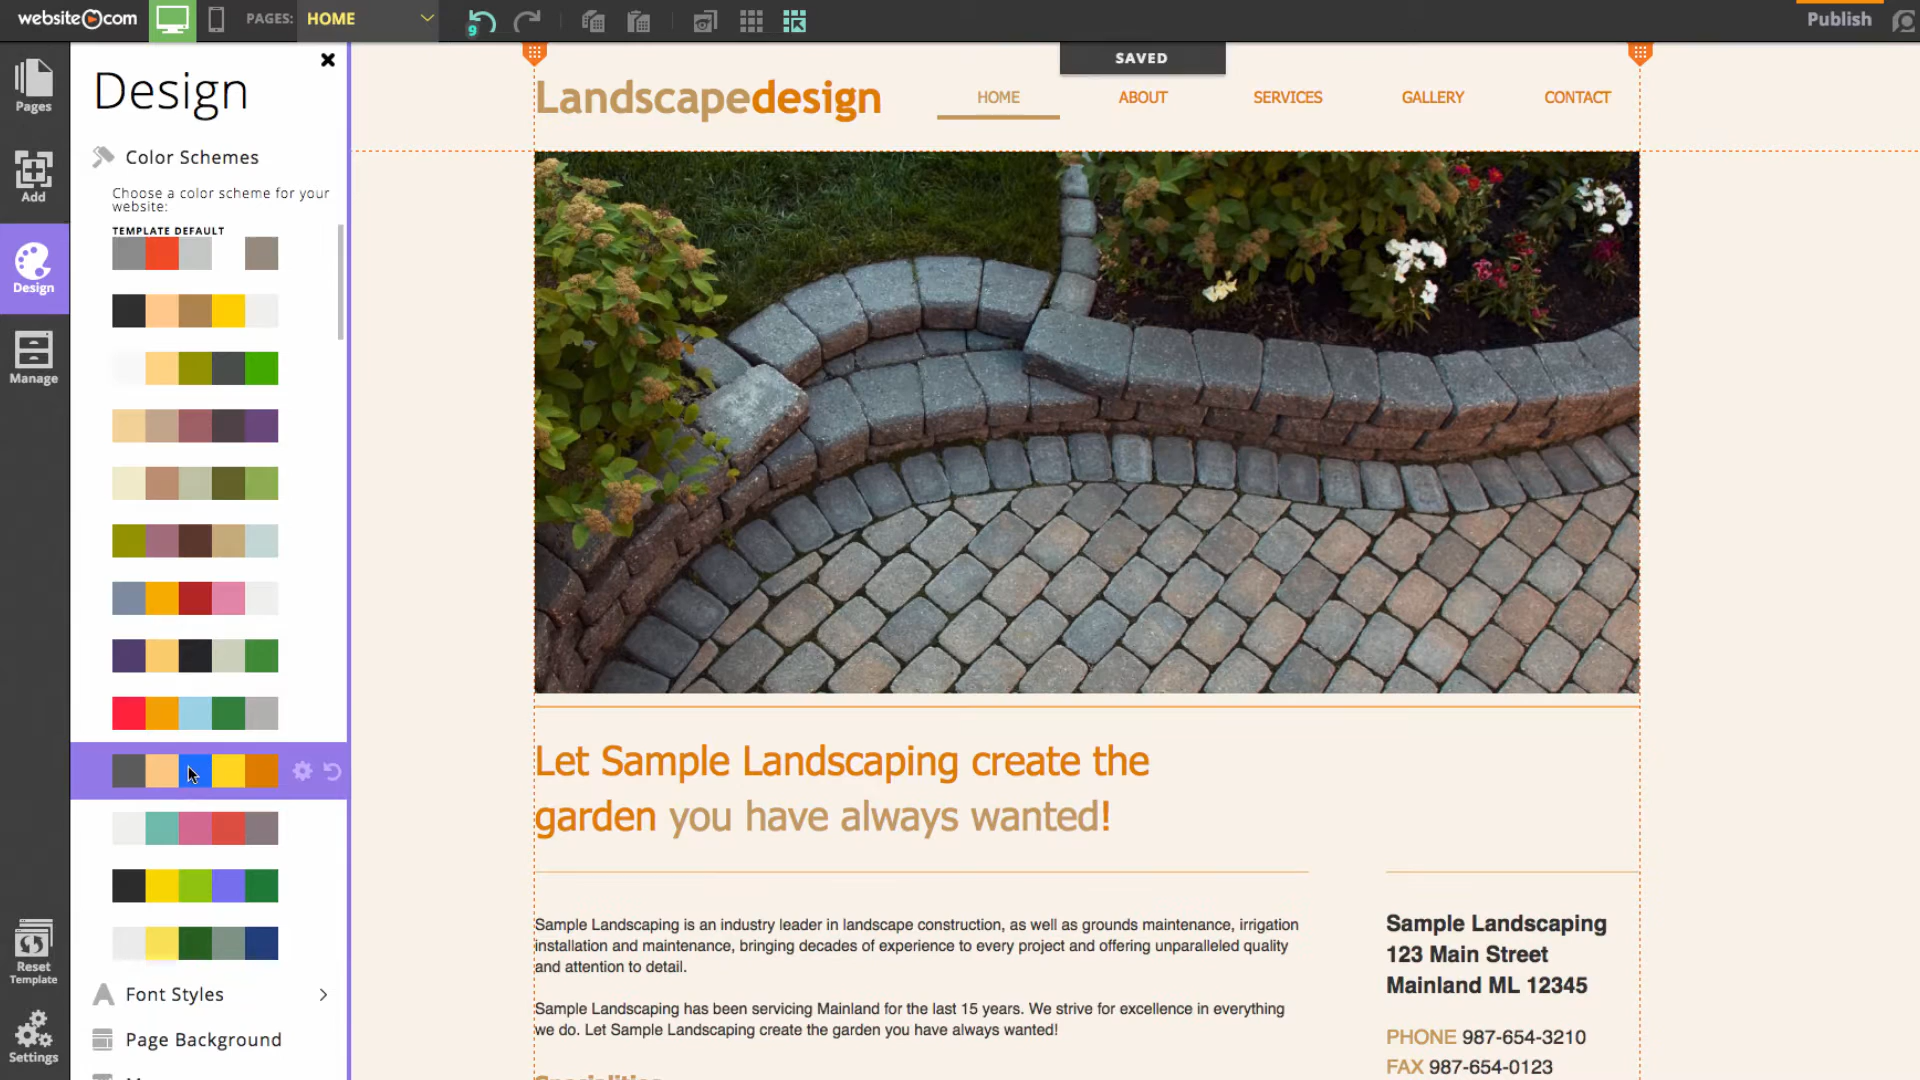 website.com
PAGES: HOME
9
Publish
SAVED
Pages
Add
Design
Manage
Reset
Template
Settings
Design
Color Schemes
Choose a color scheme for your
website:
TEMPLATE DEFAULT
Font Styles
Page Background
Landscapedesign
HOME ABOUT SERVICES GALLERY CONTACT
Let Sample Landscaping create the
garden you have always wanted!
Sample Landscaping is an industry leader in landscape construction, as well as grounds maintenance, irrigation
installation and maintenance, bringing decades of experience to every project and offering unparalleled quality
and attention to detail.
Sample Landscaping has been servicing Mainland for the last 15 years. We strive for excellence in everything
we do. Let Sample Landscaping create the garden you have always wanted!
Sample Landscaping
123 Main Street
Mainland ML 12345
PHONE 987-654-3210
FAX 987-654-0123